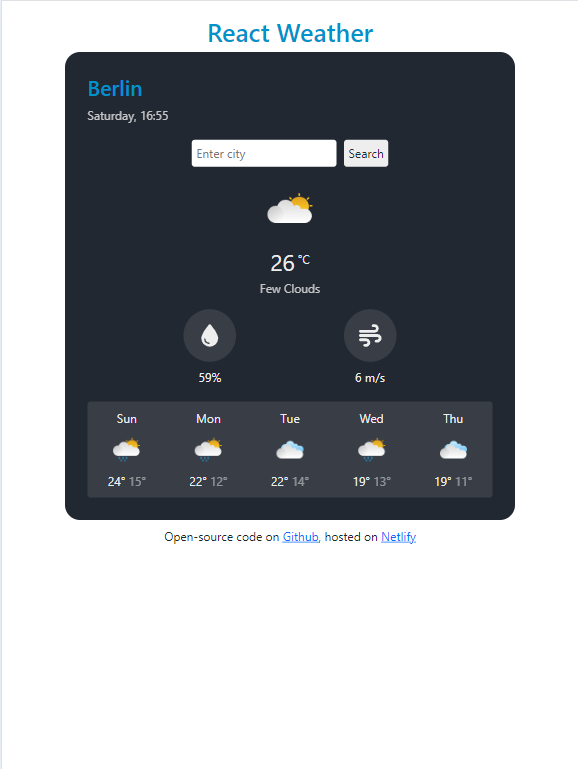 React Weather
Berlin
Saturday, 16:55
Enter city Search
26 °C
Few Clouds
59% 6 m/s
Sun Mon Tue Wed Thu
24° 15° 22° 12° 22° 14° 19° 13° 19° 11°
Open-source code on Github, hosted on Netlify